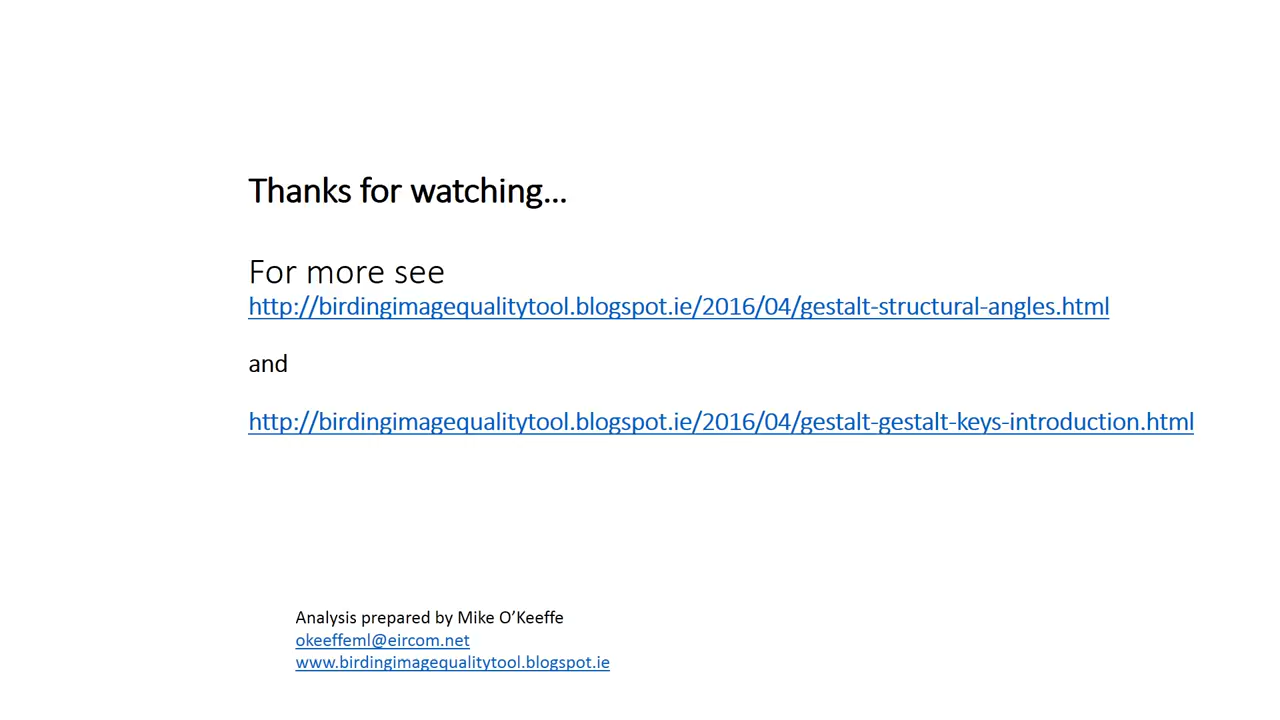 Thanks for watching...
For more see
http://birdingimagequalitytool.blogspot.ie/2016/04/gestalt-structural-angles.html
and
http://birdingimagequalitytool.blogspot.ie/2016/04/gestalt-gestalt-keys-introduction.html
Analysis prepared by Mike O’Keeffe
okeeffeml@eircom.net
www.birdingimagequalitytool.blogspot.ie